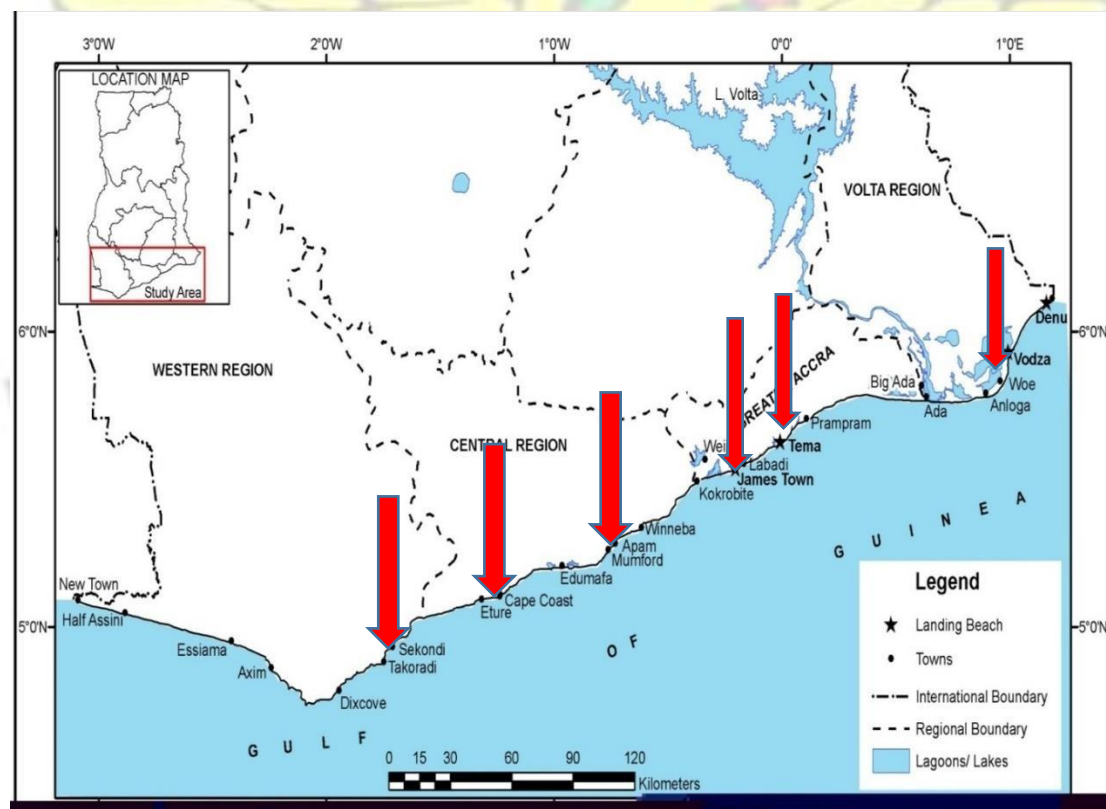 3°0'W 2°0'W 1°0'W 0°0' 1°0'E
LOCATION MAP
Study Area
L. Volta
VOLTA REGION
6°0'N 6°0'N
Denu
WESTERN REGION
Vodza
Big Ada
Woe
Ada
Anloga
Prampram
CENTRAL REGION
Tema
Labadi
James Town
Kokrobite
Winneba
Apam
Mumford
Edumafa
New Town
Cape Coast
Eture
Half Assini
5°0'N 5°0'N
Essiama
Sekondi
Takoradi
Axim
Dixcove
GULF OF GUINEA
Legend
Landing Beach
Towns
International Boundary
Regional Boundary
Lagoons/ Lakes
0 15 30 60 90 120
Kilometers